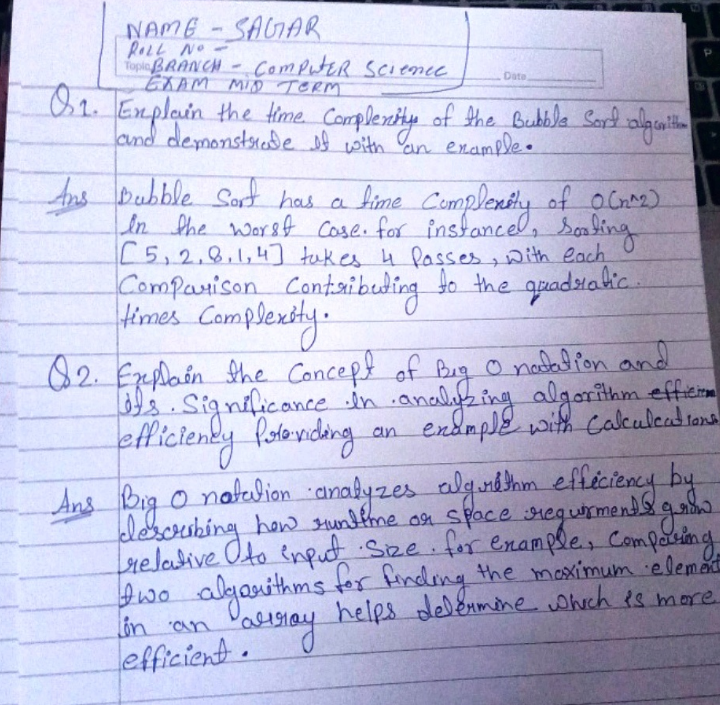 NAME - SAGAR
ROLL NO -
Topic BRANCH - COMPUTER Science
Date
EXAM MID TERM
Q1. Explain the time Complexity of the Bubble Sort algorithm
and demonstrate it with an example.
Ans Bubble Sort has a time Complexity of O(n^2)
in the worst Case. for instance, Sorting
[5, 2, 8, 1, 4] takes 4 Passes, with each
Comparison Contributing to the quadratic
times Complexity.
Q2. Explain the Concept of Big O notation and
its Significance in analyzing algorithm
efficiency Providing an example with Calculations
Ans Big O notation analyzes algorithm efficiency by
describing how runtime or space requirments grow
relative to input Size. for example, Comparing
two algorithms for finding the maximum element
in an array helps determine which is more
efficient.